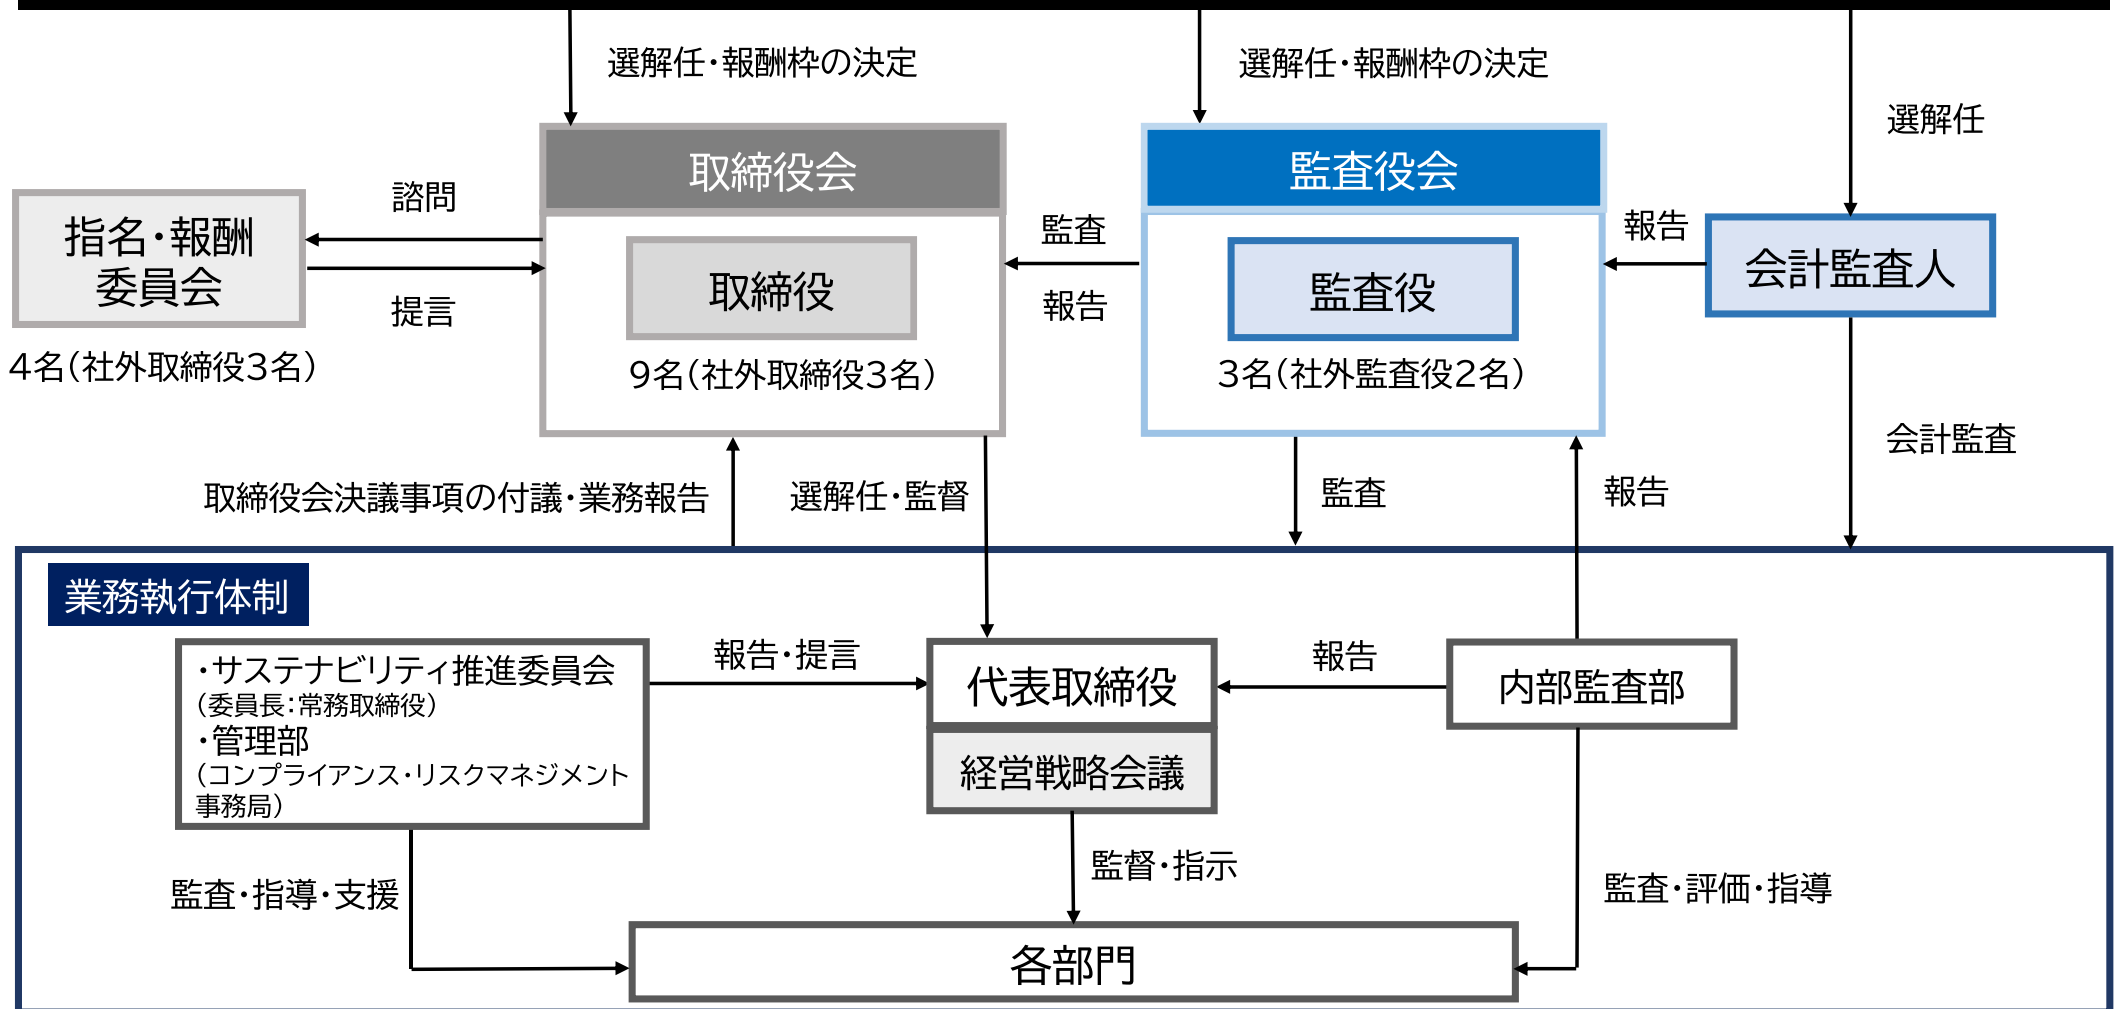 選解任・報酬枠の決定
選解任・報酬枠の決定
選解任
取締役会
監査役会
諮問
指名・報酬
委員会
提言
4名（社外取締役3名）
取締役
9名（社外取締役3名）
監査
報告
監査役
3名（社外監査役2名）
報告
会計監査人
会計監査
取締役会決議事項の付議・業務報告
選解任・監督
監査
報告
業務執行体制
・サステナビリティ推進委員会
（委員長：常務取締役）
・管理部
（コンプライアンス・リスクマネジメント
事務局）
報告・提言
代表取締役
経営戦略会議
報告
内部監査部
監査・指導・支援
監督・指示
監査・評価・指導
各部門